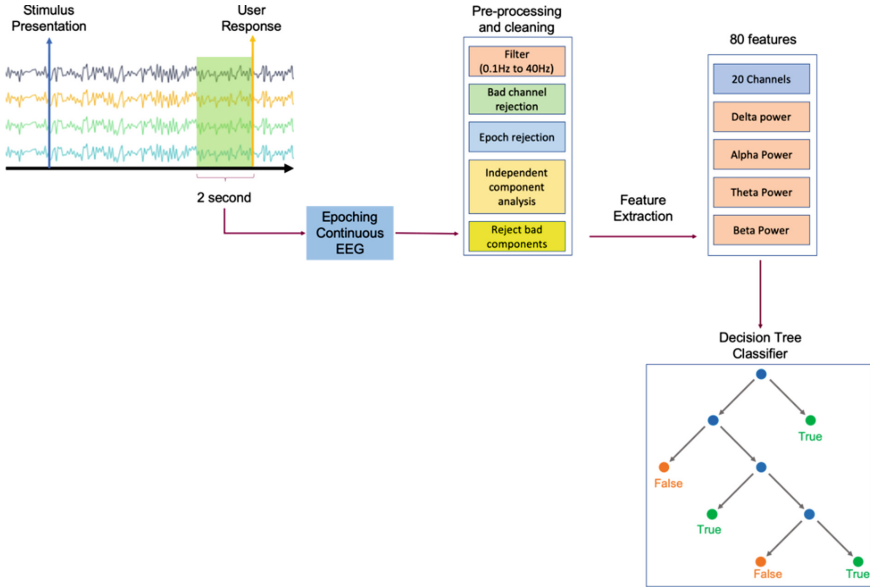 Stimulus
Presentation
User
Response
2 second
Epoching
Continuous
EEG
Pre-processing
and cleaning
Filter
(0.1Hz to 40Hz)
Bad channel
rejection
Epoch rejection
Independent
component
analysis
Reject bad
components
Feature
Extraction
80 features
20 Channels
Delta power
Alpha Power
Theta Power
Beta Power
Decision Tree
Classifier
True
False
True
False
True